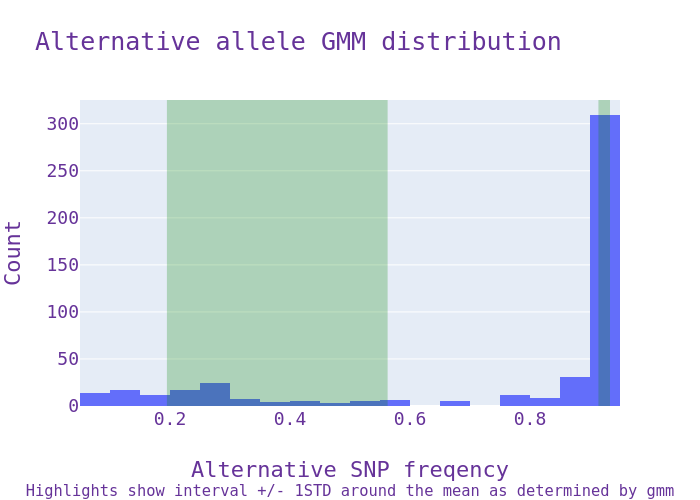 Alternative allele GMM distribution
300
250
200
150
100
50
0
Count
0.2 0.4 0.6 0.8
Alternative SNP freqency
Highlights show interval +/- 1STD around the mean as determined by gmm